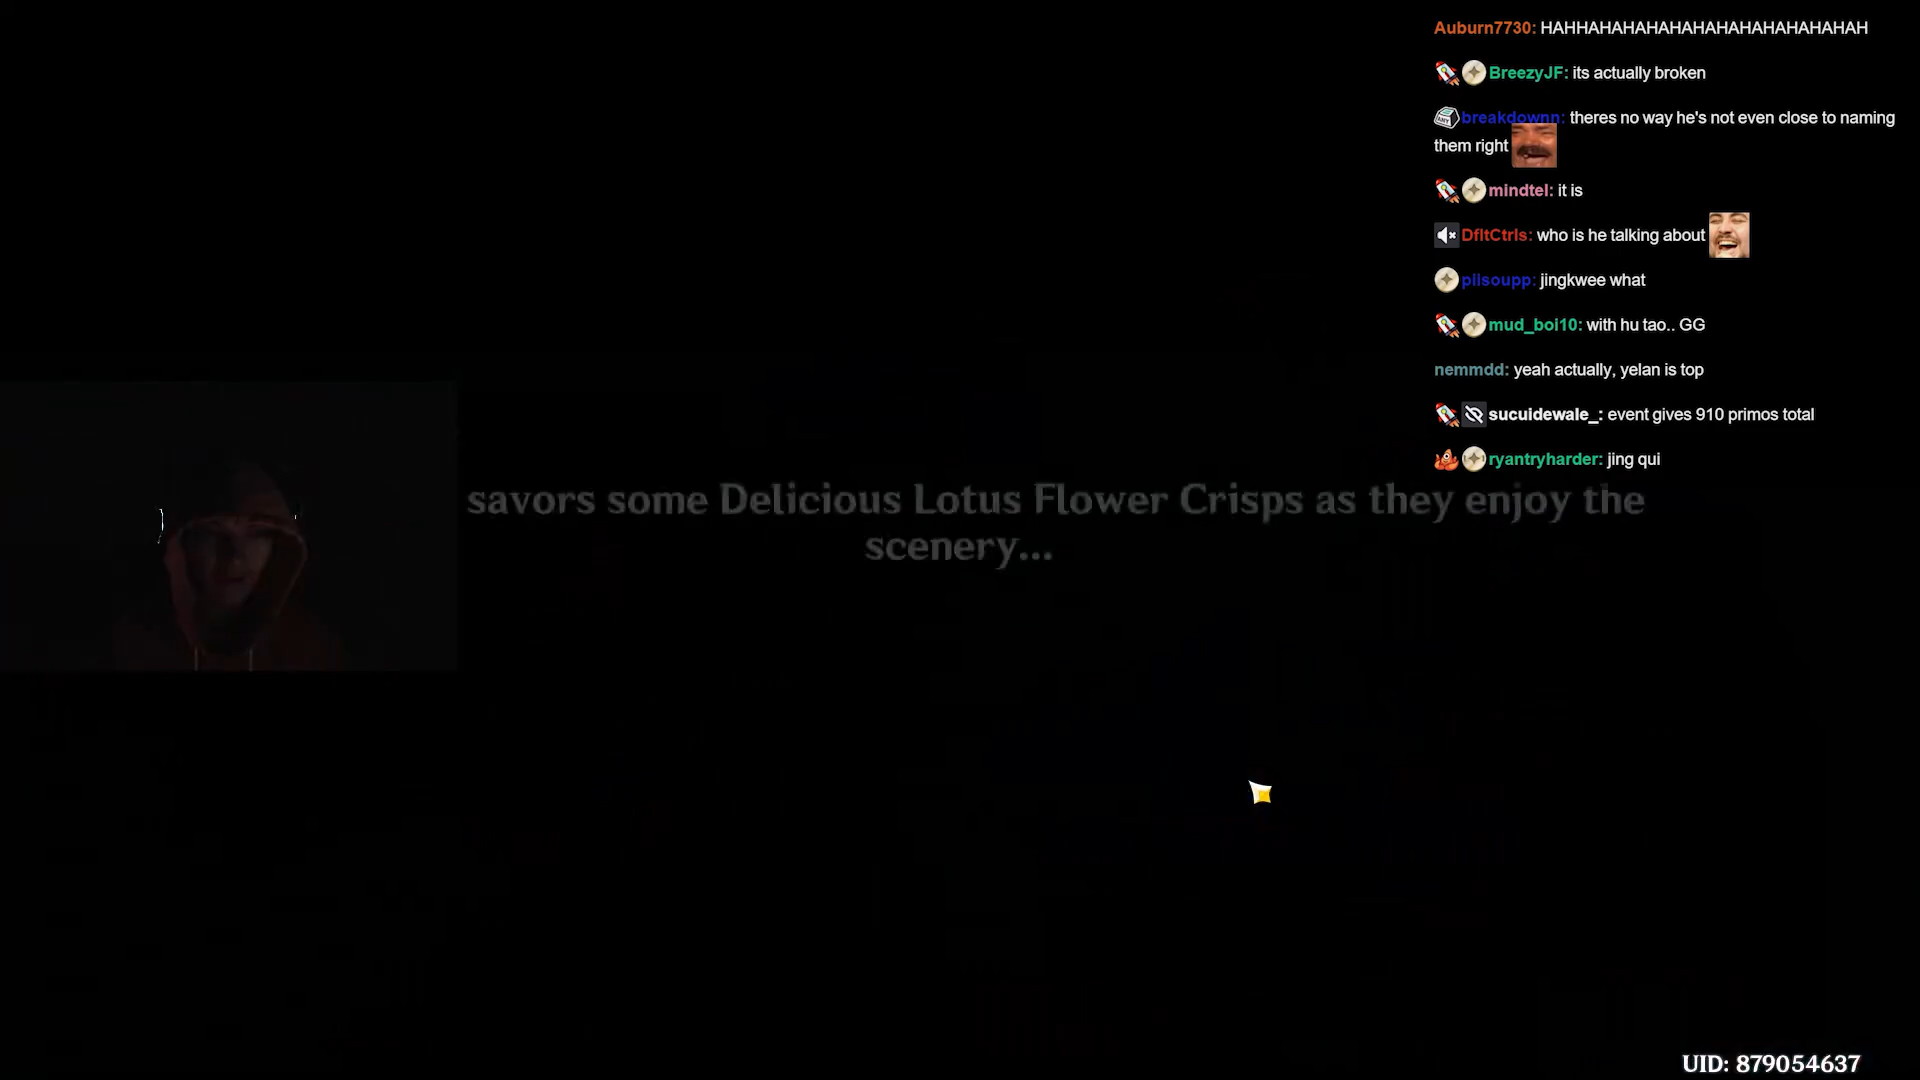 Auburn7730: HAHHAHAHAHAHAHAHAHAHAHAHAHAH
BreezyJF: its actually broken
breakdownn: theres no way he's not even close to naming
them right
mindtel: it is
DfltCtrls: who is he talking about
pilsoupp: jingkwee what
mud_boi10: with hu tao.. GG
nemmdd: yeah actually, yelan is top
sucuidewale_: event gives 910 primos total
ryantryharder: jing qui
savors some Delicious Lotus Flower Crisps as they enjoy the
scenery...
UID: 879054637